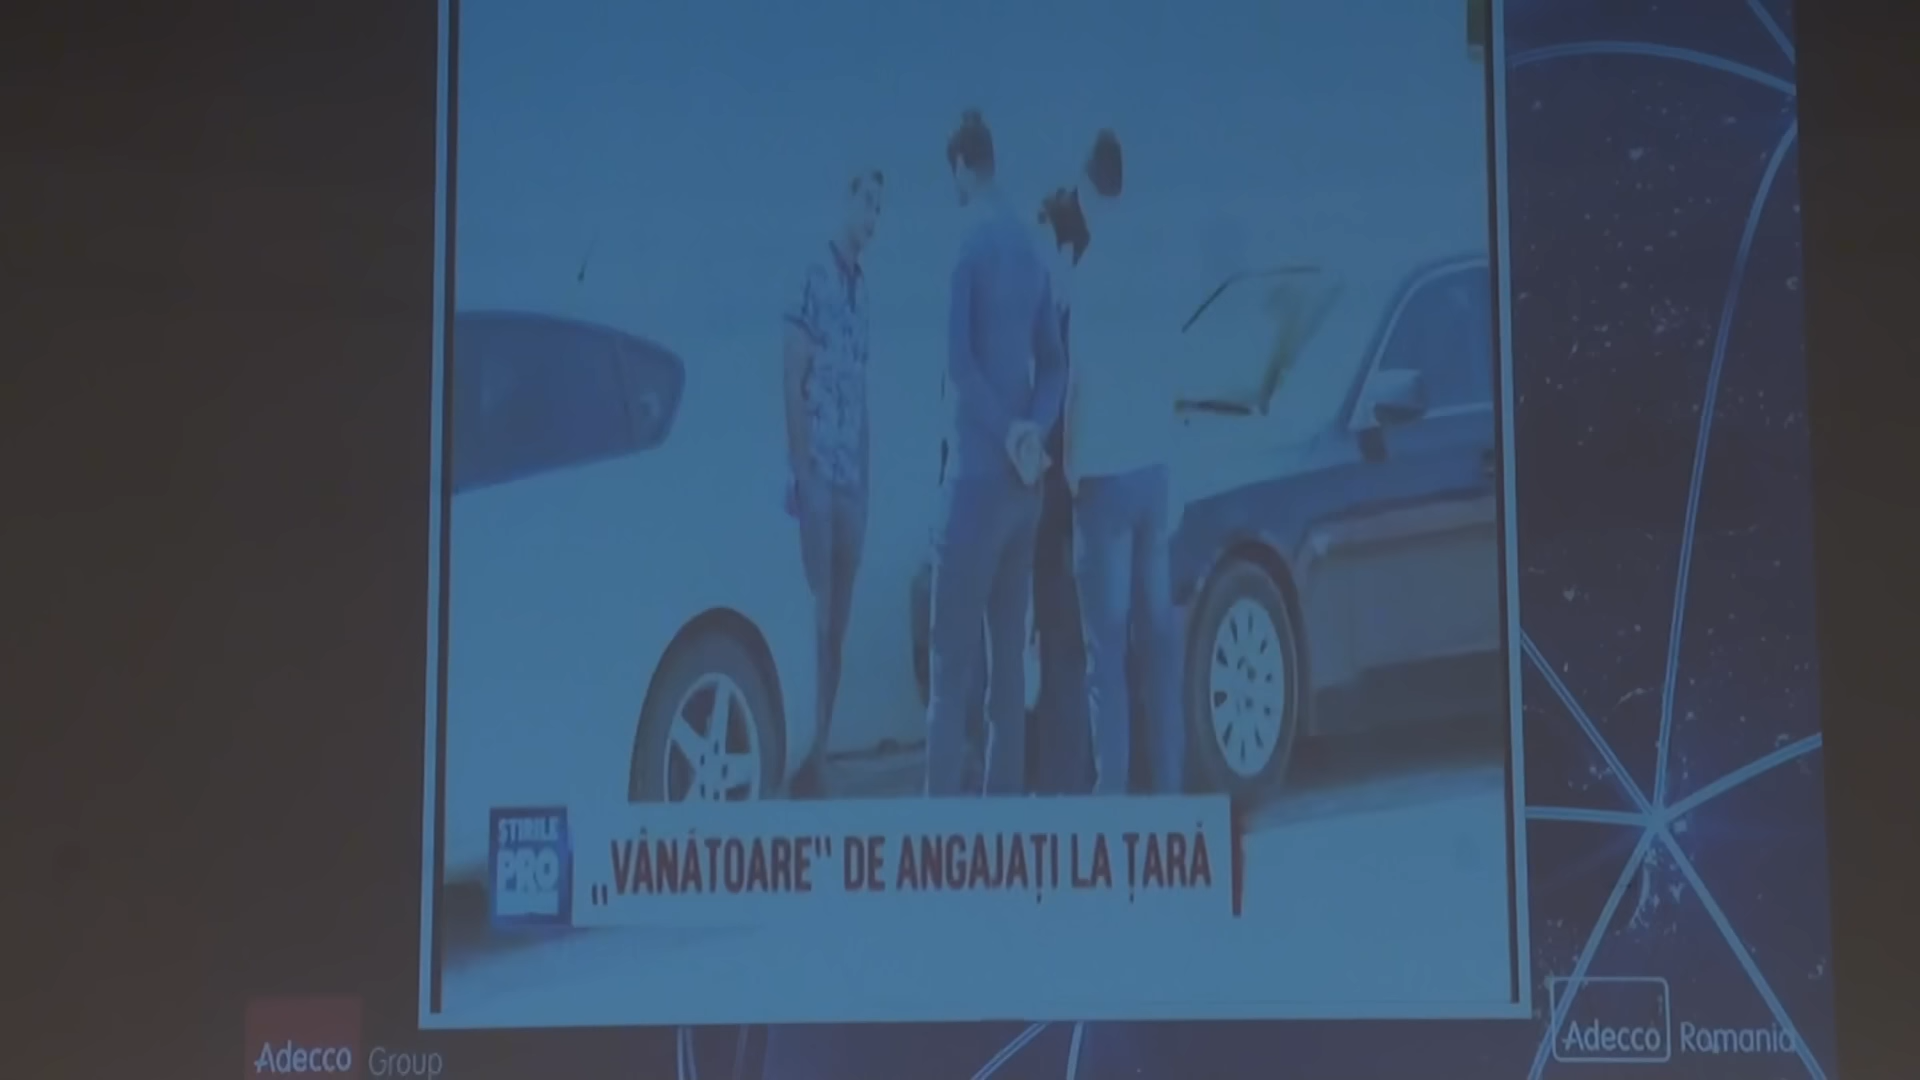 ȘTIRILE
PRO
„VÂNĂTOARE" DE ANGAJAȚI LA ȚARĂ
Adecco Group
Adecco Romania